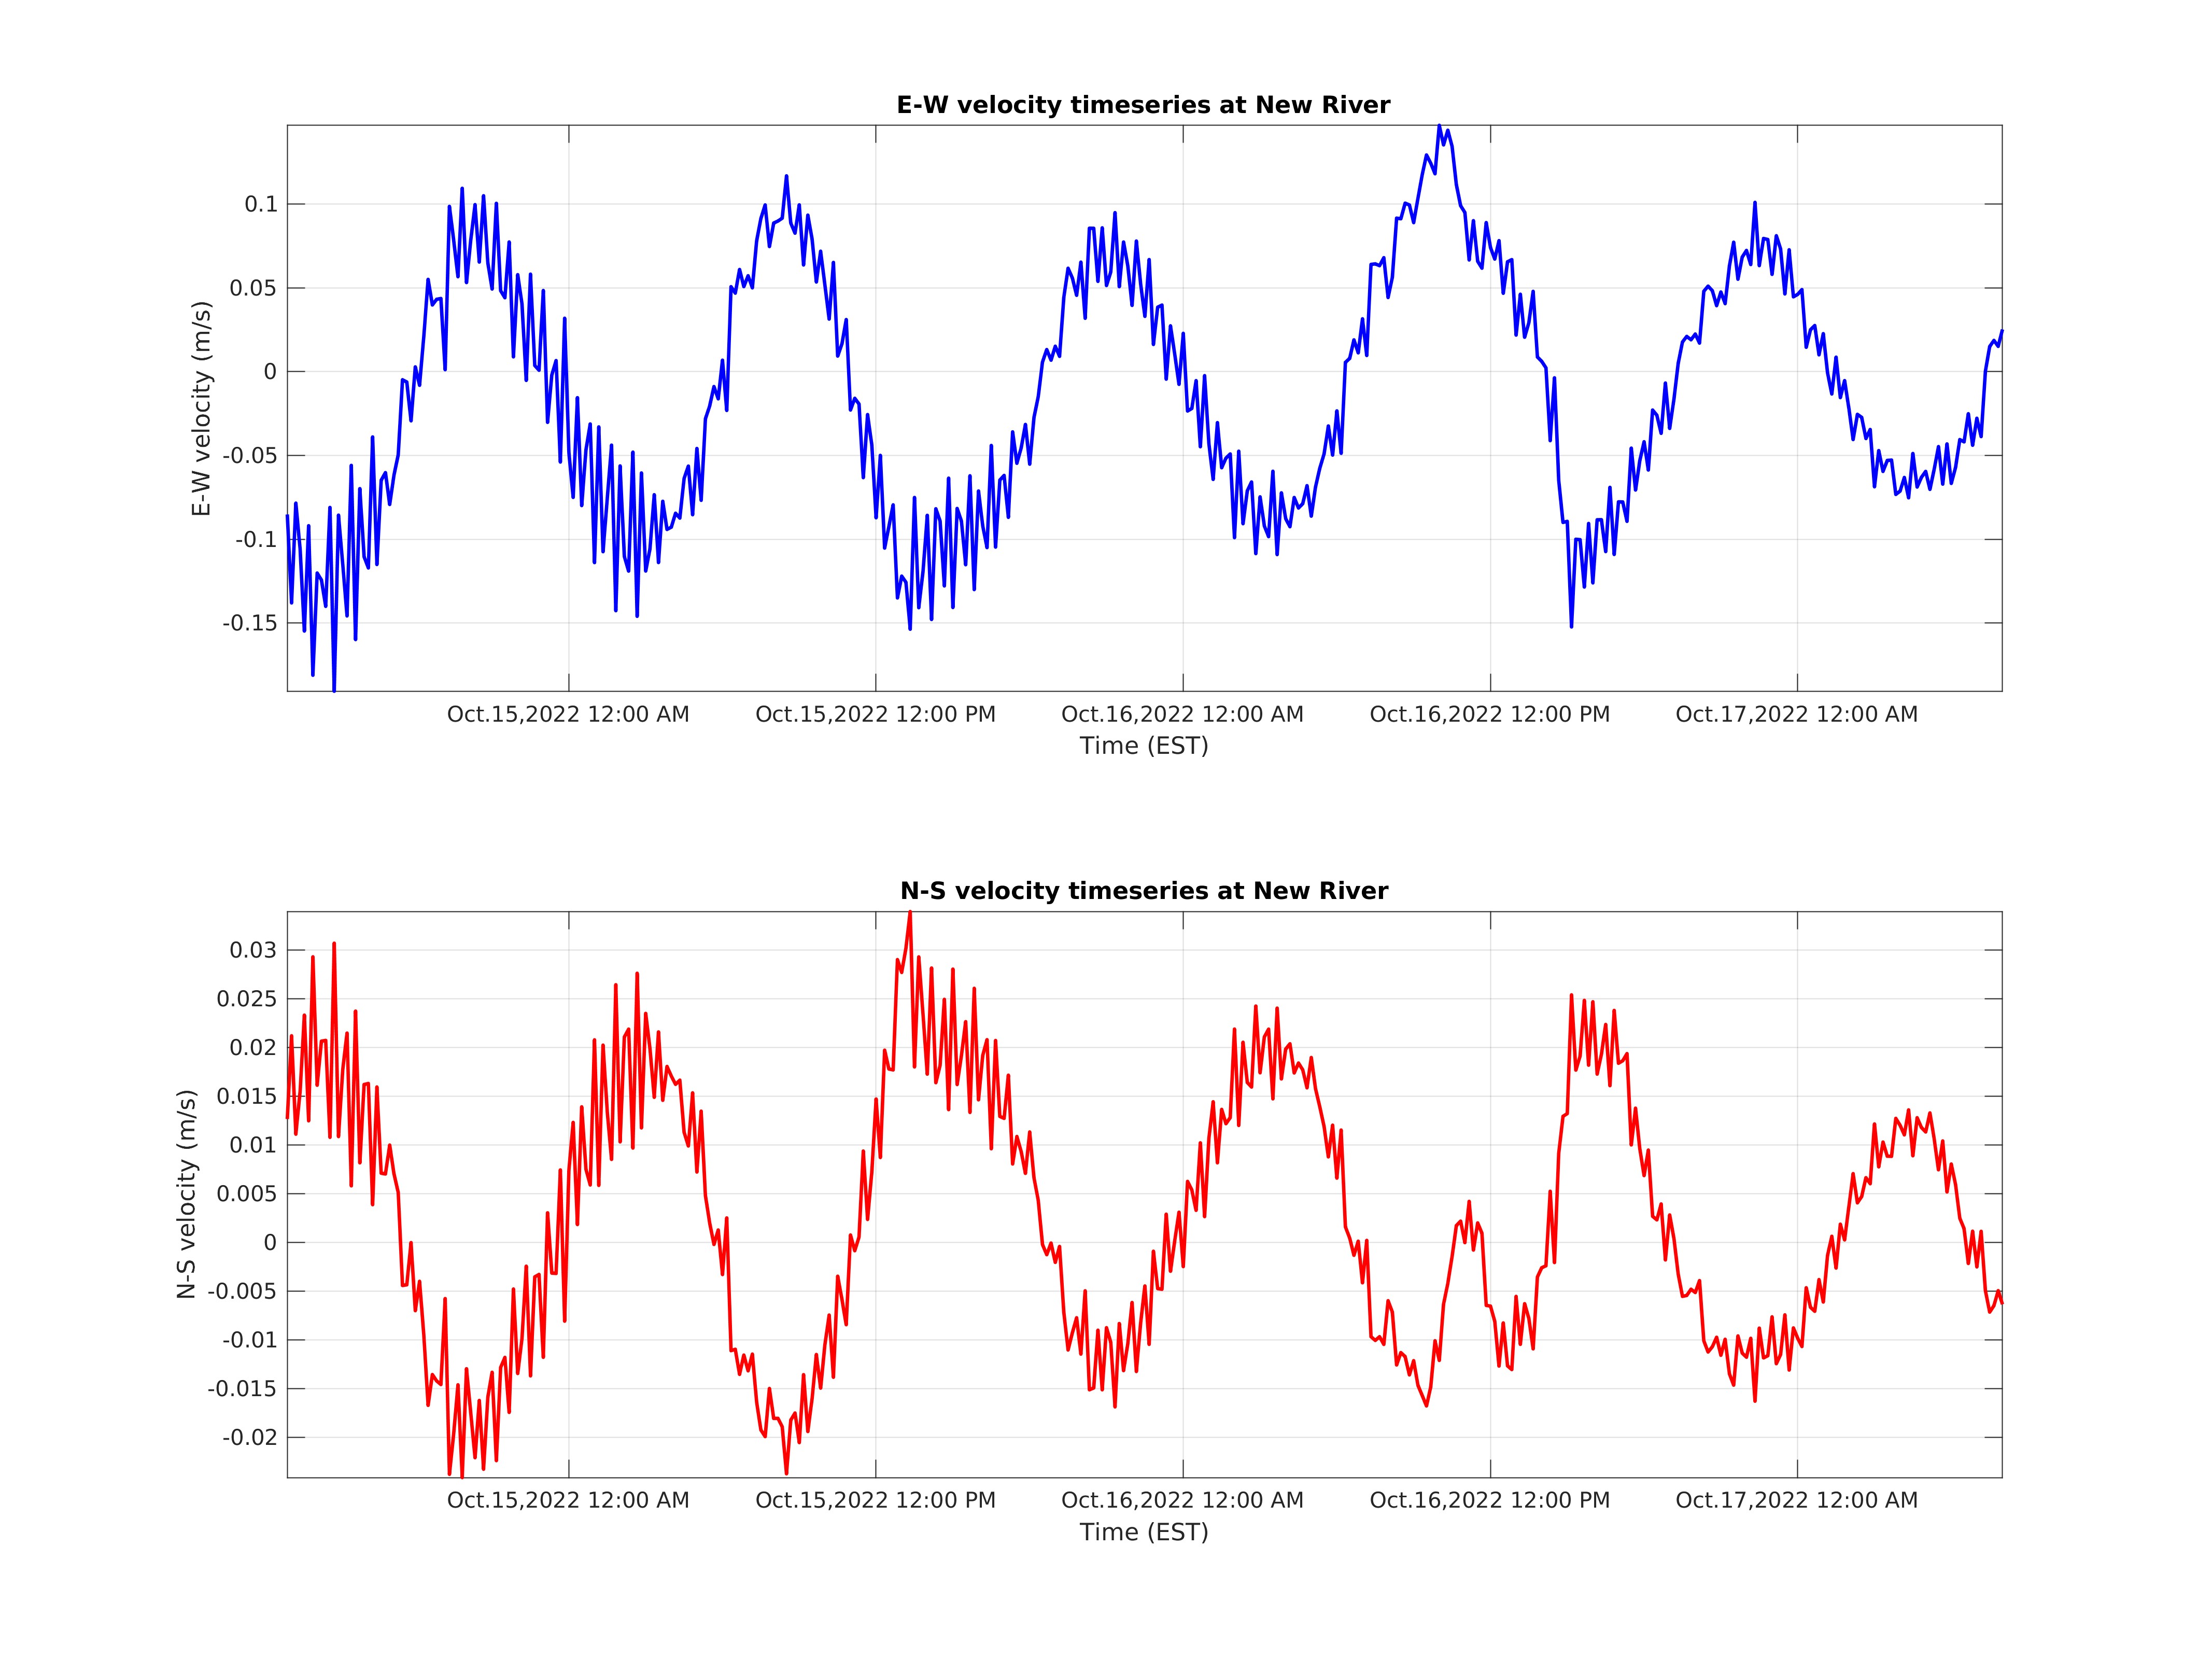 E-W velocity timeseries at New River
E-W velocity (m/s)
0.1
0.05
0
-0.05
-0.1
-0.15
Oct.15,2022 12:00 AM
Oct.15,2022 12:00 PM
Oct.16,2022 12:00 AM
Oct.16,2022 12:00 PM
Oct.17,2022 12:00 AM
Time (EST)
N-S velocity timeseries at New River
N-S velocity (m/s)
0.03
0.025
0.02
0.015
0.01
0.005
0
-0.005
-0.01
-0.015
-0.02
Oct.15,2022 12:00 AM
Oct.15,2022 12:00 PM
Oct.16,2022 12:00 AM
Oct.16,2022 12:00 PM
Oct.17,2022 12:00 AM
Time (EST)